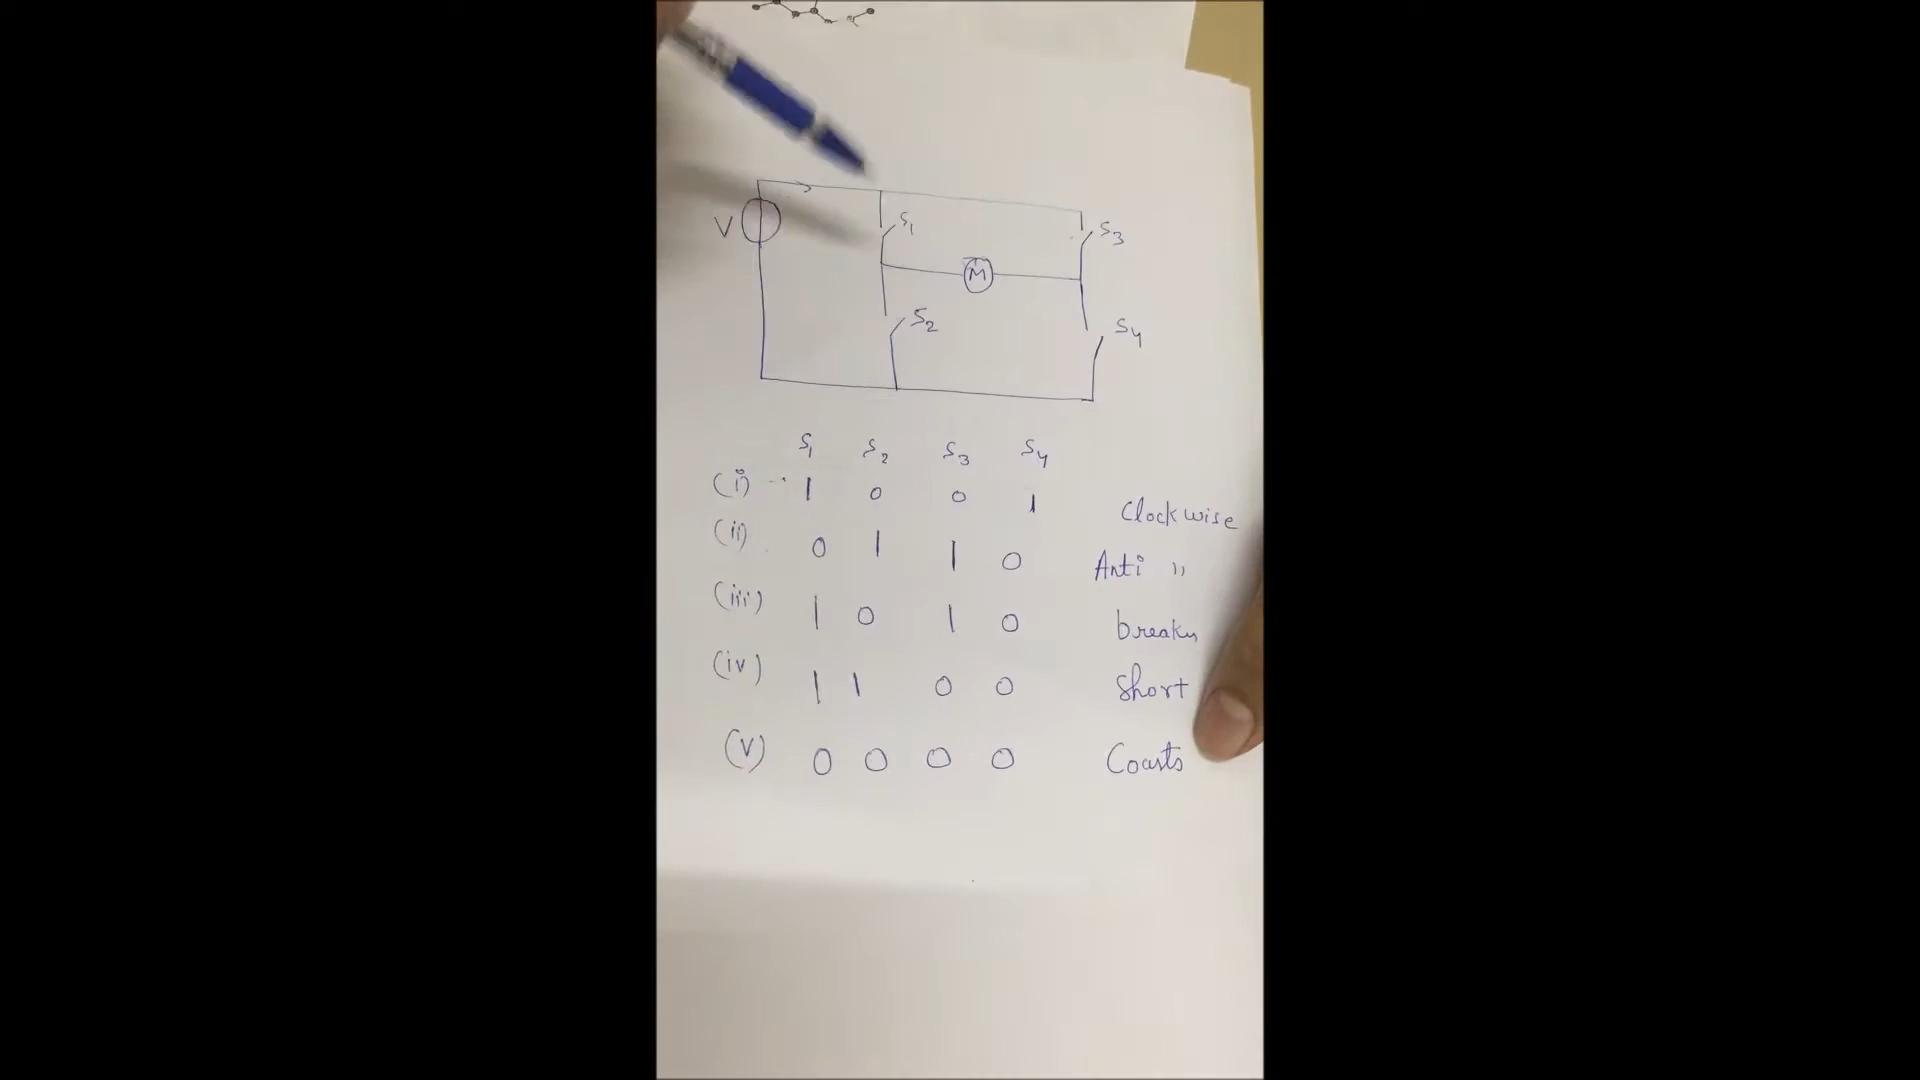 V
S1
S3
M
S2
S4
S1 S2 S3 S4
(i) 1 0 0 1 Clockwise
(ii) 0 1 1 0 Anti "
(iii) 1 0 1 0
(iv) 1 1 0 0 Short
(v) 0 0 0 0 Coasts